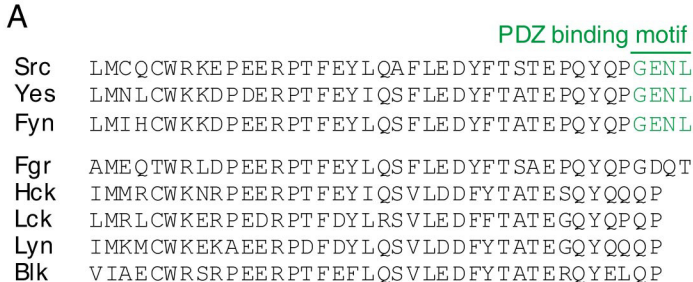 A
PDZ binding motif
Src LMCQCWRKEPEERPTFEYLQAFLEDYFTSTEPQYQPGENL
Yes LMNLCWKKDPDERPTFEYIQSFLEDYFTATEPQYQPGENL
Fyn LMIHCWKKDPEERPTFEYLQSFLEDYFTATEPQYQPGENL
Fgr AMEQTWRLDPEERPTFEYLQSFLEDYFTSAEPQYQPGDQT
Hck IMMRCWKNRPEERPTFEYIQSVLDDFYTATESQYQQQP
Lck LMRLCWKERPEDRPTFDYLRSVLEDFFTATEGQYQPQP
Lyn IMKMCWKEKAEERPDFDYLQSVLDDFYTATEGQYQQQP
Blk VIAECWRSRPEERPTFEFLQSVLEDFYTATERQYELQP